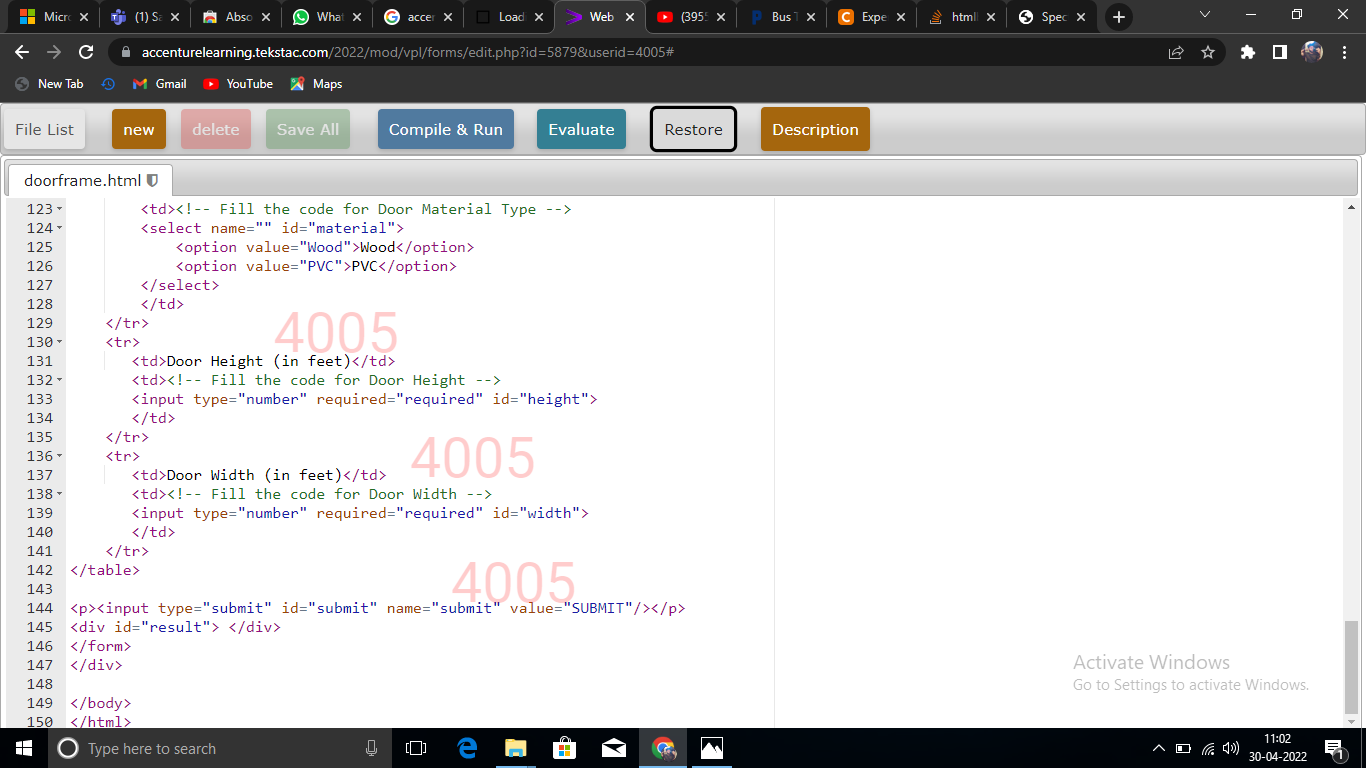 Micro
(1) Sa
Abso
What
accer
Loadi
Web
(3955
Bus T
Expe
htmll
Spec
accenturelearning.tekstac.com/2022/mod/vpl/forms/edit.php?id=5879&userid=4005#
New Tab
Gmail
YouTube
Maps
File List
new
delete
Save All
Compile & Run
Evaluate
Restore
Description
doorframe.html
123 <td><!-- Fill the code for Door Material Type -->
124 <select name="" id="material">
125 <option value="Wood">Wood</option>
126 <option value="PVC">PVC</option>
127 </select>
128 </td>
129 </tr>
4005
130 <tr>
131 <td>Door Height (in feet)</td>
132 <td><!-- Fill the code for Door Height -->
133 <input type="number" required="required" id="height">
134 </td>
135 </tr>
4005
136 <tr>
137 <td>Door Width (in feet)</td>
138 <td><!-- Fill the code for Door Width -->
139 <input type="number" required="required" id="width">
140 </td>
141 </tr>
142 </table>
4005
143
144 <p><input type="submit" id="submit" name="submit" value="SUBMIT"/></p>
145 <div id="result"> </div>
146 </form>
147 </div>
148
149 </body>
150 </html>
Activate Windows
Go to Settings to activate Windows.
Type here to search
11:02
30-04-2022
1